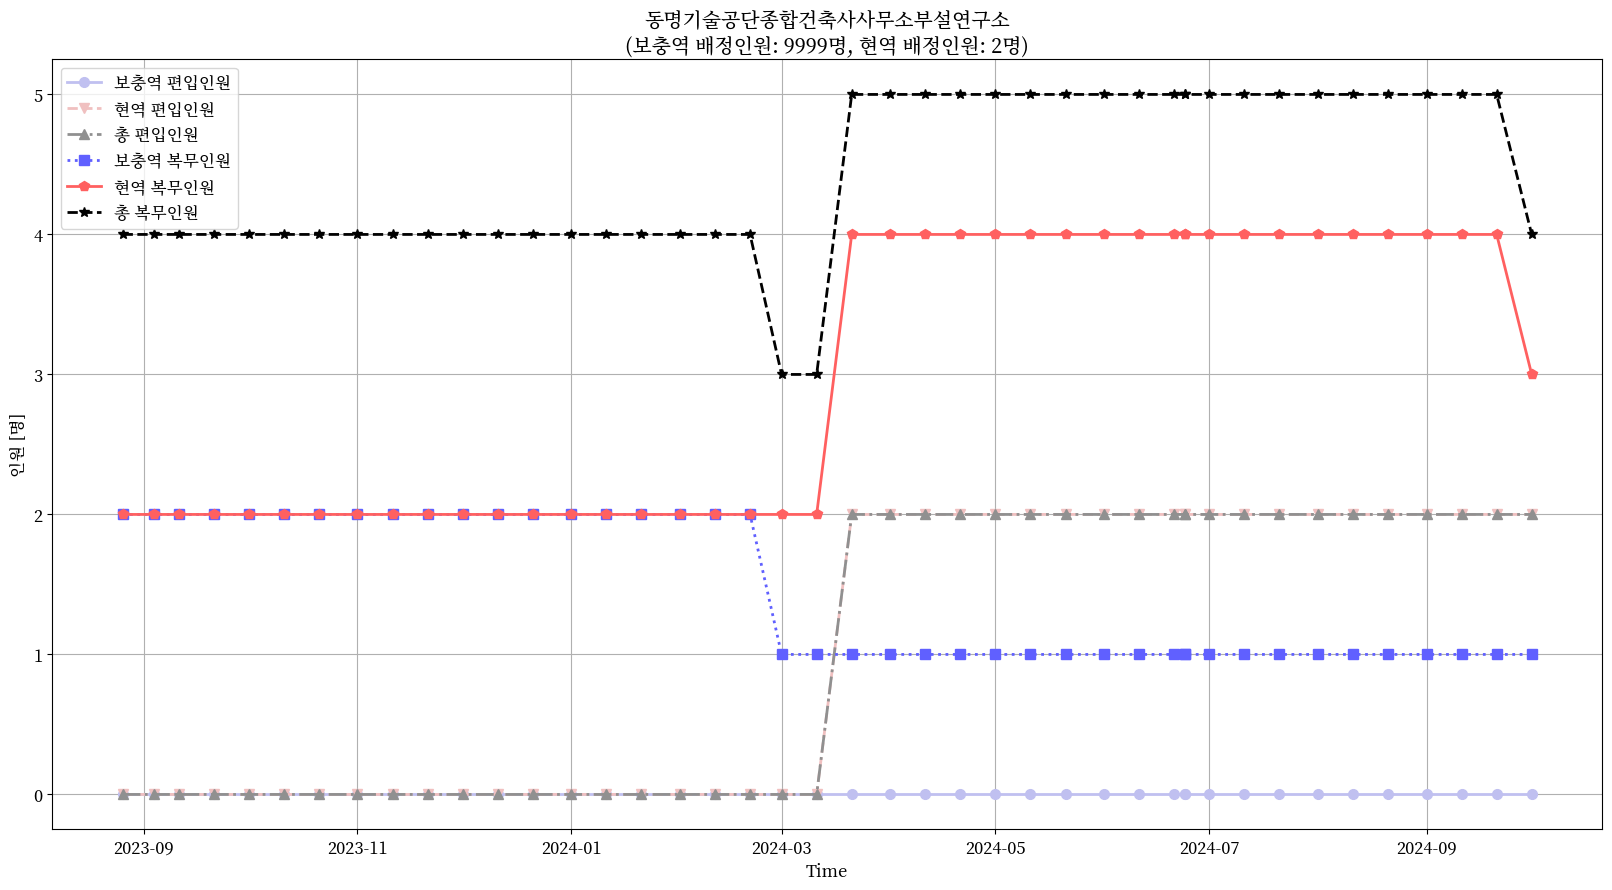 동명기술공단종합건축사사무소부설연구소
(보충역 배정인원: 9999명, 현역 배정인원: 2명)
보충역 편입인원
현역 편입인원
총 편입인원
보충역 복무인원
현역 복무인원
총 복무인원
인원 [명]
5
4
3
2
1
0
2023-09
2023-11
2024-01
2024-03
2024-05
2024-07
2024-09
Time